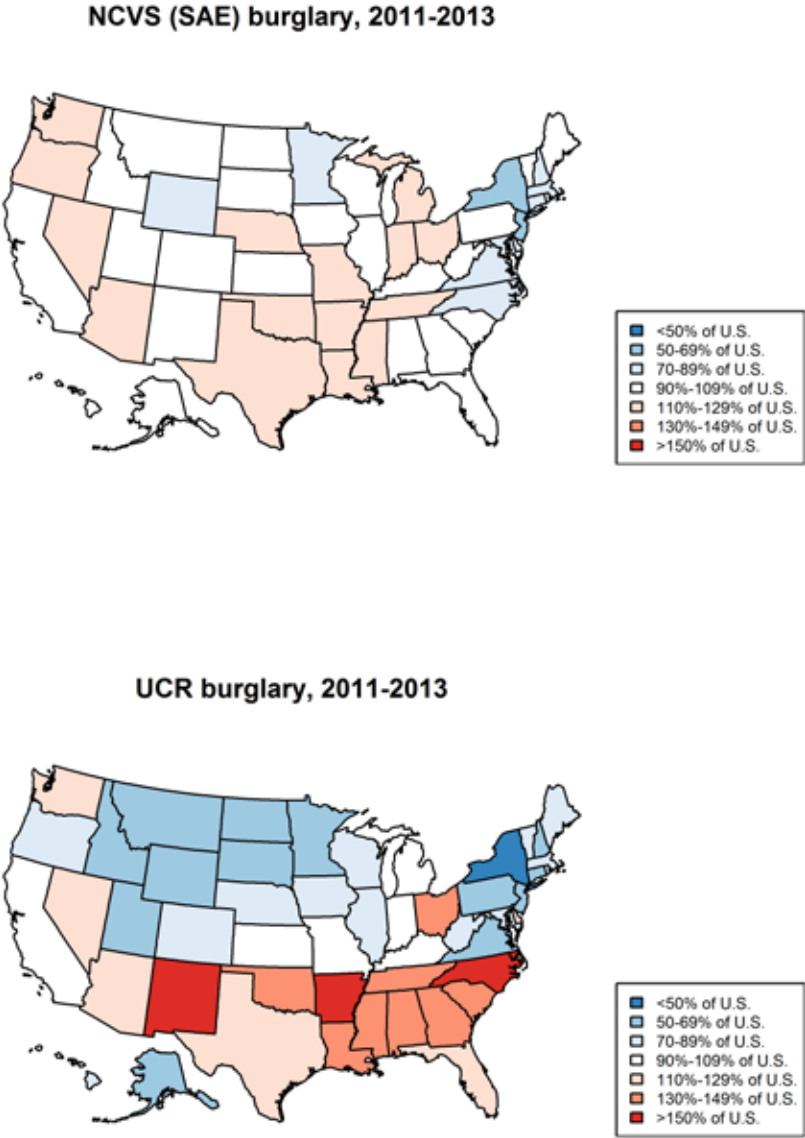 NCVS (SAE) burglary, 2011-2013
<50% of U.S.
50-69% of U.S.
70-89% of U.S.
90%-109% of U.S.
110%-129% of U.S.
130%-149% of U.S.
>150% of U.S.
UCR burglary, 2011-2013
<50% of U.S.
50-69% of U.S.
70-89% of U.S.
90%-109% of U.S.
110%-129% of U.S.
130%-149% of U.S.
>150% of U.S.